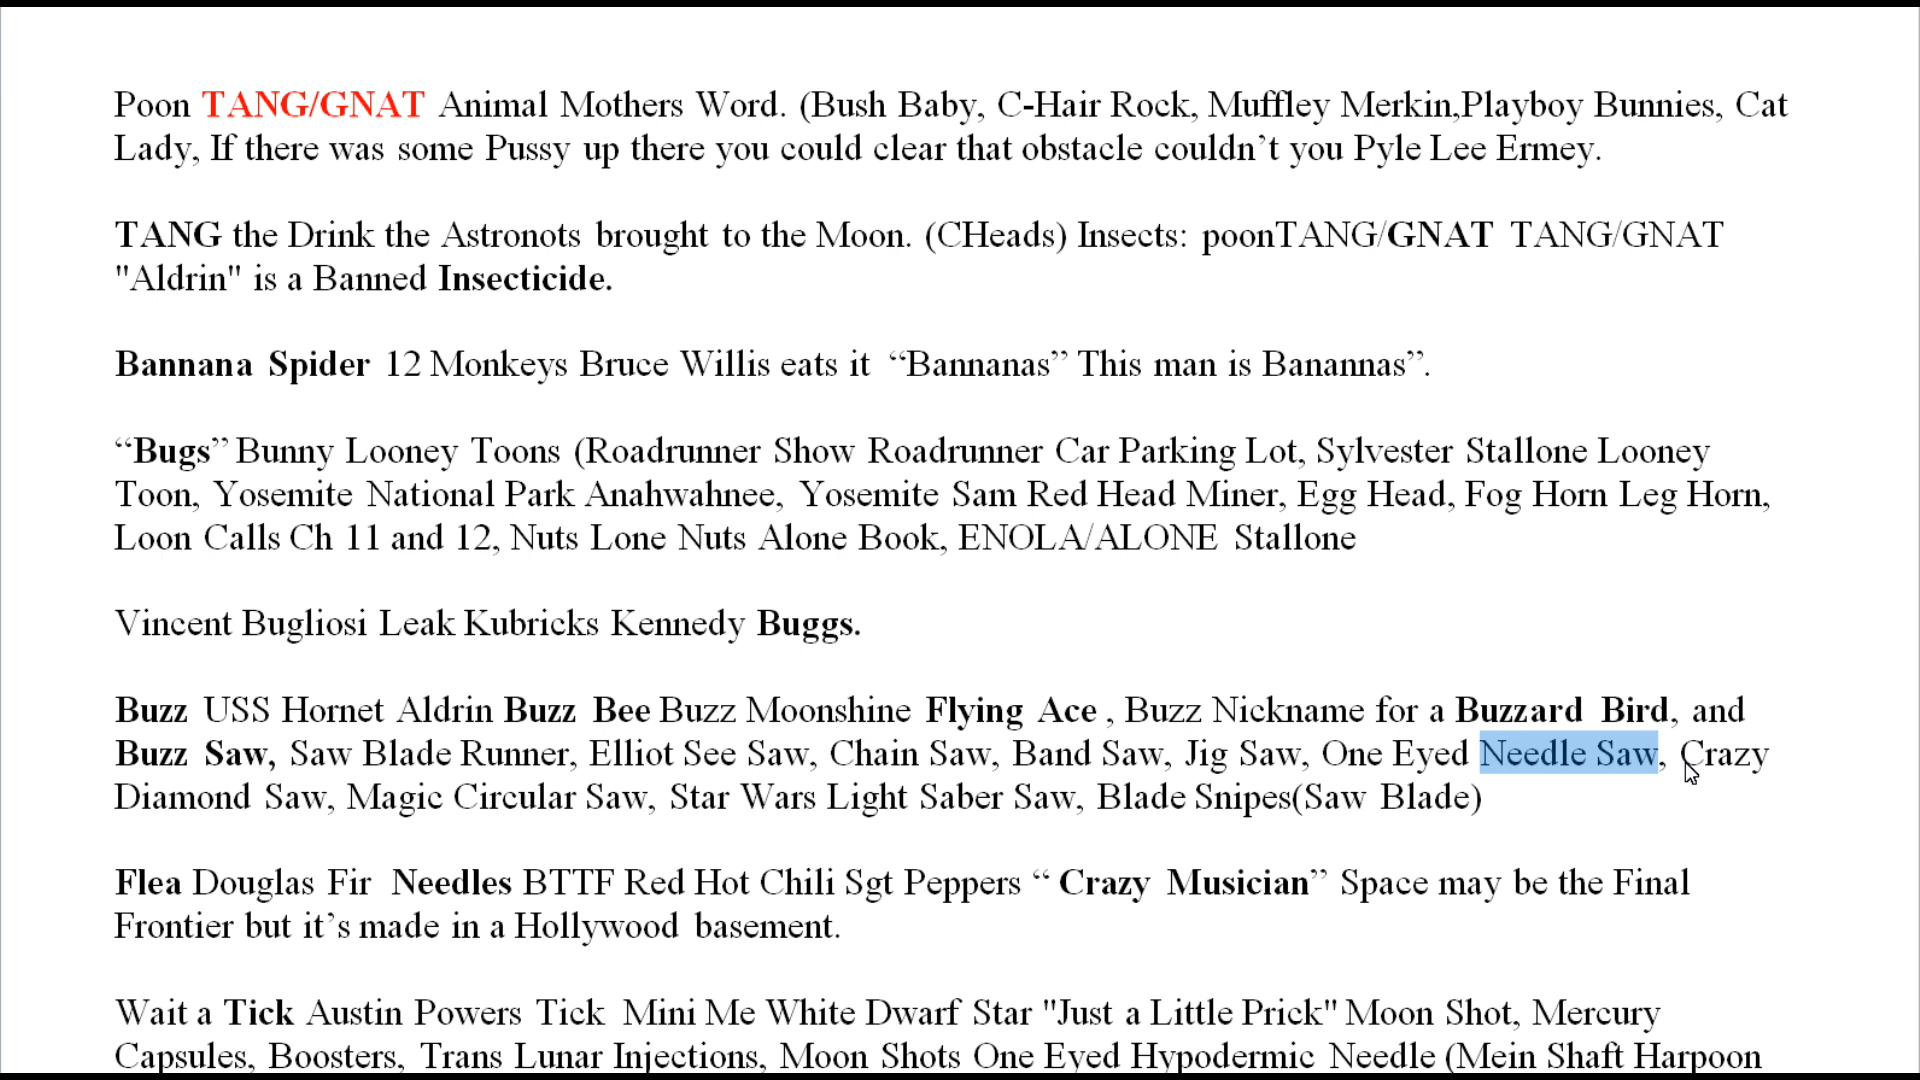 Poon TANG/GNAT Animal Mothers Word. (Bush Baby, C-Hair Rock, Muffley Merkin,Playboy Bunnies, Cat
Lady, If there was some Pussy up there you could clear that obstacle couldn’t you Pyle Lee Ermey.
TANG the Drink the Astronots brought to the Moon. (CHeads) Insects: poonTANG/GNAT TANG/GNAT
"Aldrin" is a Banned Insecticide.
Bannana Spider 12 Monkeys Bruce Willis eats it “Bannanas” This man is Banannas”.
“Bugs” Bunny Looney Toons (Roadrunner Show Roadrunner Car Parking Lot, Sylvester Stallone Looney
Toon, Yosemite National Park Anahwahnee, Yosemite Sam Red Head Miner, Egg Head, Fog Horn Leg Horn,
Loon Calls Ch 11 and 12, Nuts Lone Nuts Alone Book, ENOLA/ALONE Stallone
Vincent Bugliosi Leak Kubricks Kennedy Buggs.
Buzz USS Hornet Aldrin Buzz Bee Buzz Moonshine Flying Ace , Buzz Nickname for a Buzzard Bird, and
Buzz Saw, Saw Blade Runner, Elliot See Saw, Chain Saw, Band Saw, Jig Saw, One Eyed Needle Saw, Crazy
Diamond Saw, Magic Circular Saw, Star Wars Light Saber Saw, Blade Snipes(Saw Blade)
Flea Douglas Fir Needles BTTF Red Hot Chili Sgt Peppers “ Crazy Musician” Space may be the Final
Frontier but it’s made in a Hollywood basement.
Wait a Tick Austin Powers Tick Mini Me White Dwarf Star "Just a Little Prick" Moon Shot, Mercury
Capsules, Boosters, Trans Lunar Injections, Moon Shots One Eyed Hypodermic Needle (Mein Shaft Harpoon